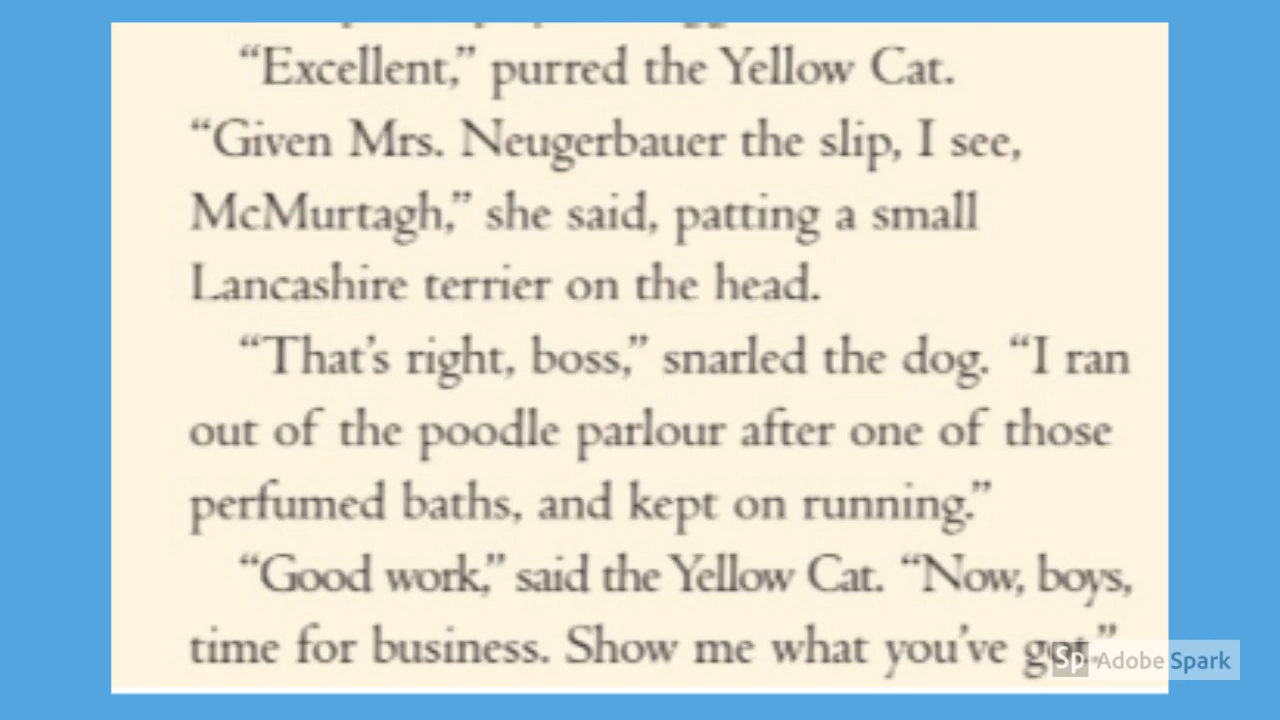 “Excellent,” purred the Yellow Cat.
“Given Mrs. Neugerbauer the slip, I see,
McMurtagh,” she said, patting a small
Lancashire terrier on the head.
“That’s right, boss,” snarled the dog. “I ran
out of the poodle parlour after one of those
perfumed baths, and kept on running.”
“Good work,” said the Yellow Cat. “Now, boys,
time for business. Show me what you’ve got.”
Sp Adobe Spark